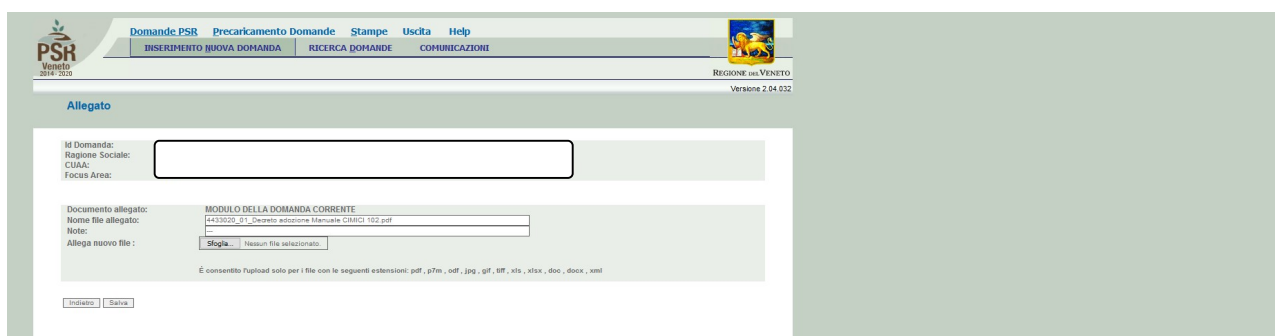 Domande PSR Precaricamento Domande Stampe Uscita Help
INSERIMENTO NUOVA DOMANDA RICERCA DOMANDE COMUNICAZIONI
PSR
Veneto
2014-2020
REGIONE DEL VENETO
Versione 2.04.032
Allegato
Id Domanda:
Ragione Sociale:
CUAA:
Focus Area:
Documento allegato: MODULO DELLA DOMANDA CORRENTE
Nome file allegato: 4433020_01_Decreto adozione Manuale CIMICI 102.pdf
Note: ---
Allega nuovo file : Sfoglia... Nessun file selezionato.
É consentito l'upload solo per i file con le seguenti estensioni: pdf , p7m , odf , jpg , gif , tiff , xls , xlsx , doc , docx , xml
Indietro Salva